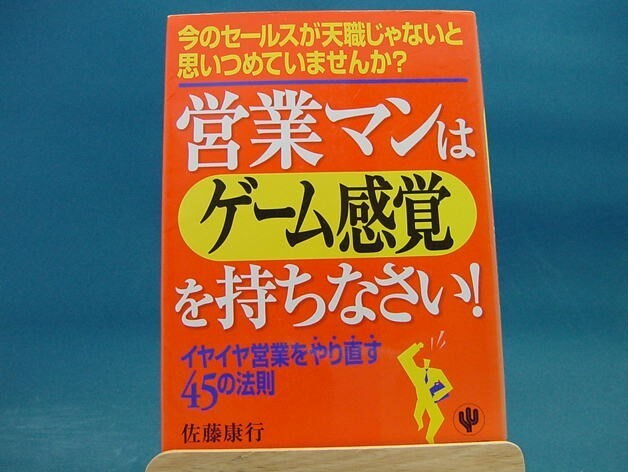 今のセールスが天職じゃないと
思いつめていませんか?
営業マンは
ゲーム感覚
を持ちなさい!
イヤイヤ営業をやり直す
45の法則
佐藤康行